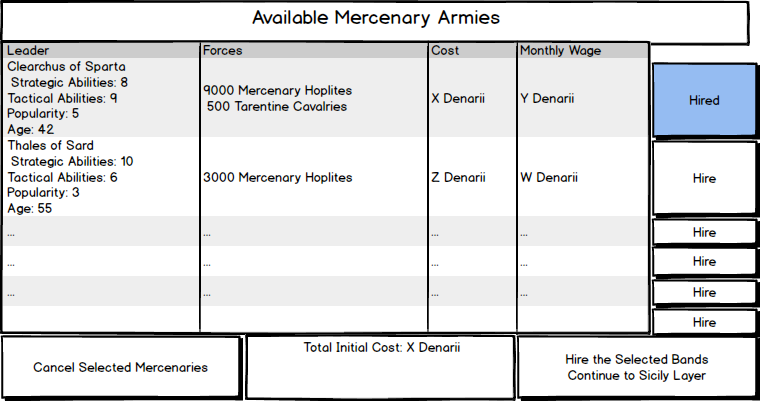 Available Mercenary Armies
Leader Forces Cost Monthly Wage
Clearchus of Sparta
Strategic Abilities: 8
Tactical Abilities: 9
Popularity: 5
Age: 42
9000 Mercenary Hoplites
500 Tarentine Cavalries
X Denarii
Y Denarii
Hired
Thales of Sard
Strategic Abilities: 10
Tactical Abilities: 6
Popularity: 3
Age: 55
3000 Mercenary Hoplites
Z Denarii
W Denarii
Hire
... ... ... ... Hire
... ... ... ... Hire
... ... ... ... Hire
Hire
Cancel Selected Mercenaries
Total Initial Cost: X Denarii
Hire the Selected Bands
Continue to Sicily Layer